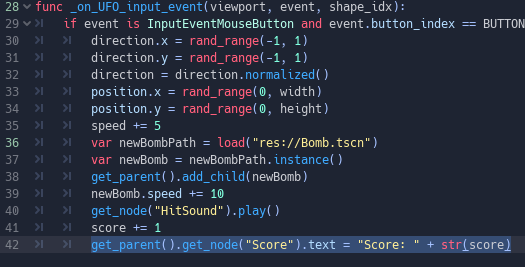 28 func _on_UFO_input_event(viewport, event, shape_idx):
29 if event is InputEventMouseButton and event.button_index == BUTTON
30 direction.x = rand_range(-1, 1)
31 direction.y = rand_range(-1, 1)
32 direction = direction.normalized()
33 position.x = rand_range(0, width)
34 position.y = rand_range(0, height)
35 speed += 5
36 var newBombPath = load("res://Bomb.tscn")
37 var newBomb = newBombPath.instance()
38 get_parent().add_child(newBomb)
39 newBomb.speed += 10
40 get_node("HitSound").play()
41 score += 1
42 get_parent().get_node("Score").text = "Score: " + str(score)